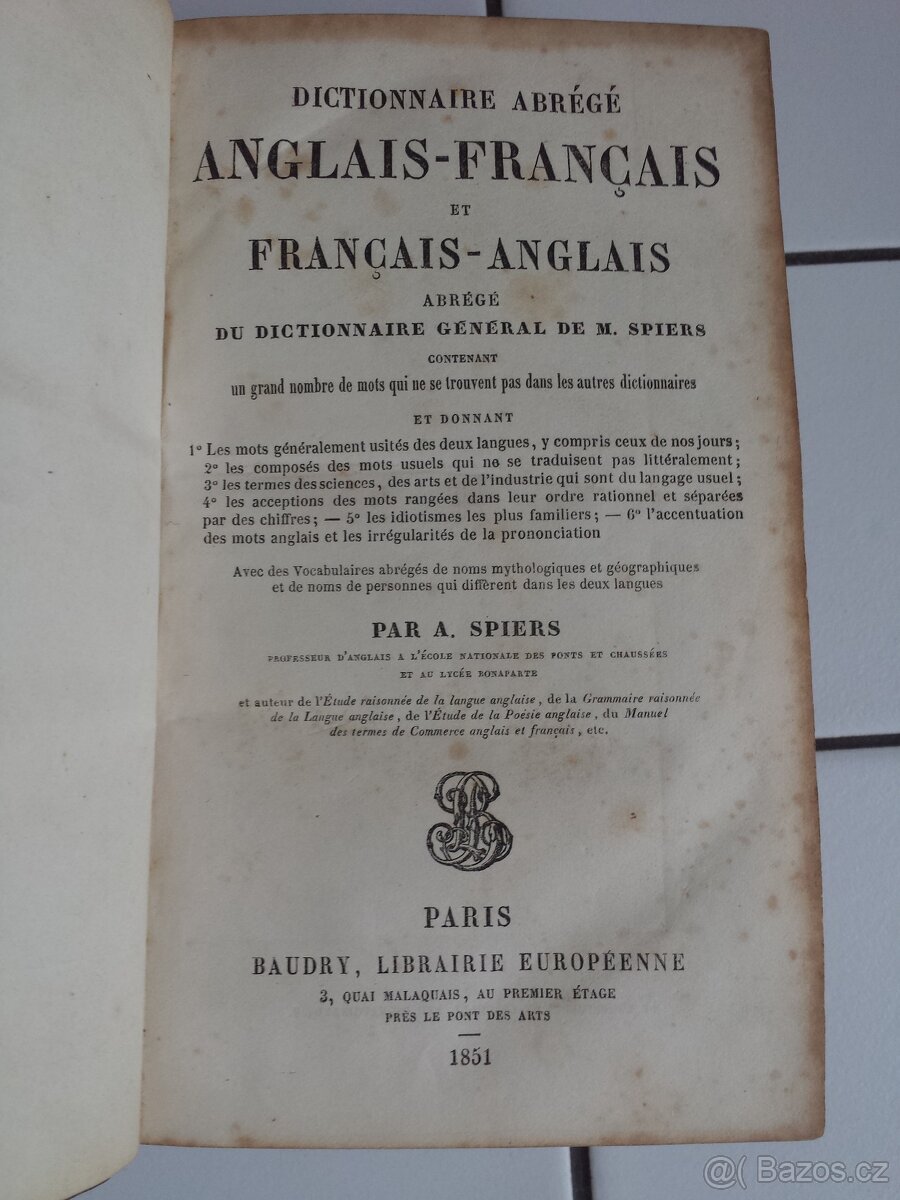 DICTIONNAIRE ABRÉGÉ
ANGLAIS-FRANÇAIS
ET
FRANÇAIS-ANGLAIS
ABRÉGÉ
DU DICTIONNAIRE GÉNÉRAL DE M. SPIERS
CONTENANT
un grand nombre de mots qui ne se trouvent pas dans les autres dictionnaires
ET DONNANT
1° Les mots généralement usités des deux langues, y compris ceux de nos jours;
2° les composés des mots usuels qui ne se traduisent pas littéralement;
3° les termes des sciences, des arts et de l'industrie qui sont du langage usuel;
4° les acceptions des mots rangées dans leur ordre rationnel et séparées
par des chiffres; — 5° les idiotismes les plus familiers; — 6° l'accentuation
des mots anglais et les irrégularités de la prononciation
Avec des Vocabulaires abrégés de noms mythologiques et géographiques
et de noms de personnes qui diffèrent dans les deux langues
PAR A. SPIERS
PROFESSEUR D'ANGLAIS A L'ÉCOLE NATIONALE DES PONTS ET CHAUSSÉES
ET AU LYCÉE BONAPARTE
et auteur de l'Étude raisonnée de la langue anglaise, de la Grammaire raisonnée
de la Langue anglaise, de l'Étude de la Poésie anglaise, du Manuel
des termes de Commerce anglais et français, etc.
PARIS
BAUDRY, LIBRAIRIE EUROPÉENNE
3, QUAI MALAQUAIS, AU PREMIER ÉTAGE
PRÈS LE PONT DES ARTS
1851
@( Bazos.cz